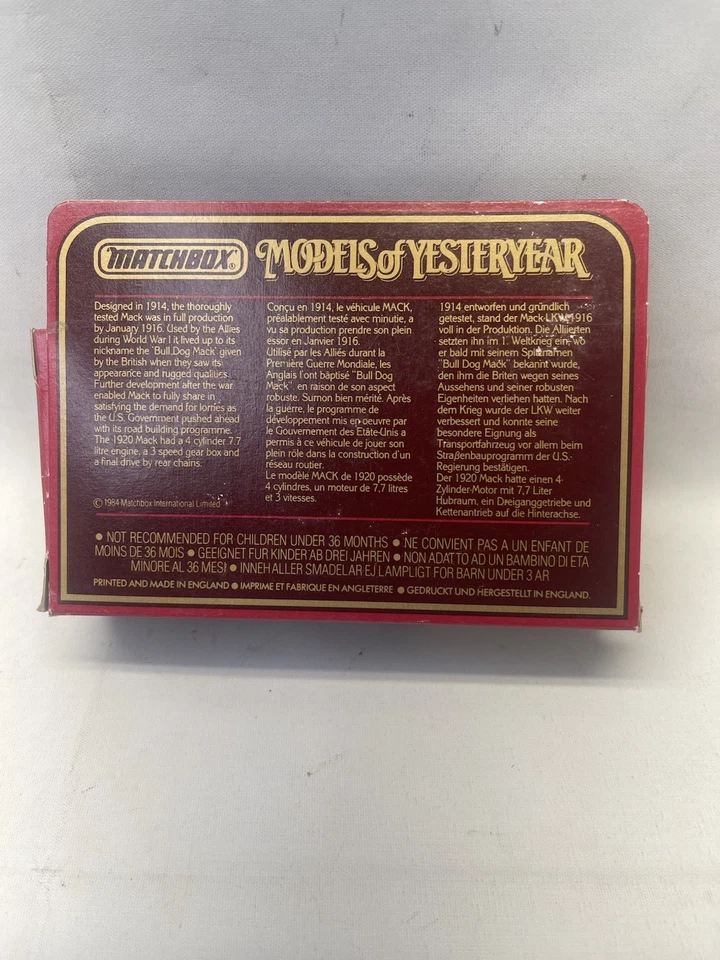 MATCHBOX® MODELS of YESTERYEAR
Designed in 1914, the thoroughly
tested Mack was in full production
by January 1916. Used by the Allies
during World War I it lived up to its
nickname the 'Bull Dog Mack' given
by the British when they saw its
appearance and rugged qualities.
Further development after the war
enabled Mack to fully share in
satisfying the demand for lorries as
the U.S. Government pushed ahead
with its road building programme.
The 1920 Mack had a 4 cylinder 7.7
litre engine, a 3 speed gear box and
a final drive by rear chains.
© 1984 Matchbox International Limited
Conçu en 1914, le véhicule MACK,
préalablement testé avec minutie, a
vu sa production prendre son plein
essor en Janvier 1916.
Utilisé par les Alliés durant la
Première Guerre Mondiale, les
Anglais l'ont bàptisé "Bull Dog
Mack", en raison de son aspect
robuste. Surnon bien mérité. Après
la guerre, le programme de
développement mis en oeuvre par
le Gouvernement des Etâte-Unis a
permis à ce véhicule de jouer son
plein rôle dans la construction d'un
réseau routier.
Le modèle MACK de 1920 possède
4 cylindres, un moteur de 7,7 litres
et 3 vitesses.
1914 entworfen und gründlich
getestet, stand der Mack-LKW 1916
voll in der Produktion. Die Alliierten
setzten ihn im 1. Weltkrieg ein, wo
er bald mit seinem Spitznamen
"Bull Dog Mack" bekannt wurde,
den ihm die Briten wegen seines
Aussehens und seiner robusten
Eigenheiten verliehen hatten. Nach
dem Krieg wurde der LKW weiter
verbessert und konnte seine
besondere Eignung als
Transportfahrzeug vor allem beim
Straßenbauprogramm der U.S.-
Regierung bestätigen.
Der 1920 Mack hatte einen 4-
Zylinder-Motor mit 7,7 Liter
Hubraum, ein Dreiganggetriebe und
Kettenantrieb auf die Hinterachse.
● NOT RECOMMENDED FOR CHILDREN UNDER 36 MONTHS ● NE CONVIENT PAS A UN ENFANT DE
MOINS DE 36 MOIS ● GEEIGNET FUR KINDER AB DREI JAHREN ● NON ADATTO AD UN BAMBINO DI ETA
MINORE AL 36 MESI ● INNEHALLER SMADELAR EJ LAMPLIGT FOR BARN UNDER 3 AR
PRINTED AND MADE IN ENGLAND ● IMPRIME ET FABRIQUE EN ANGLETERRE ● GEDRUCKT UND HERGESTELLT IN ENGLAND.